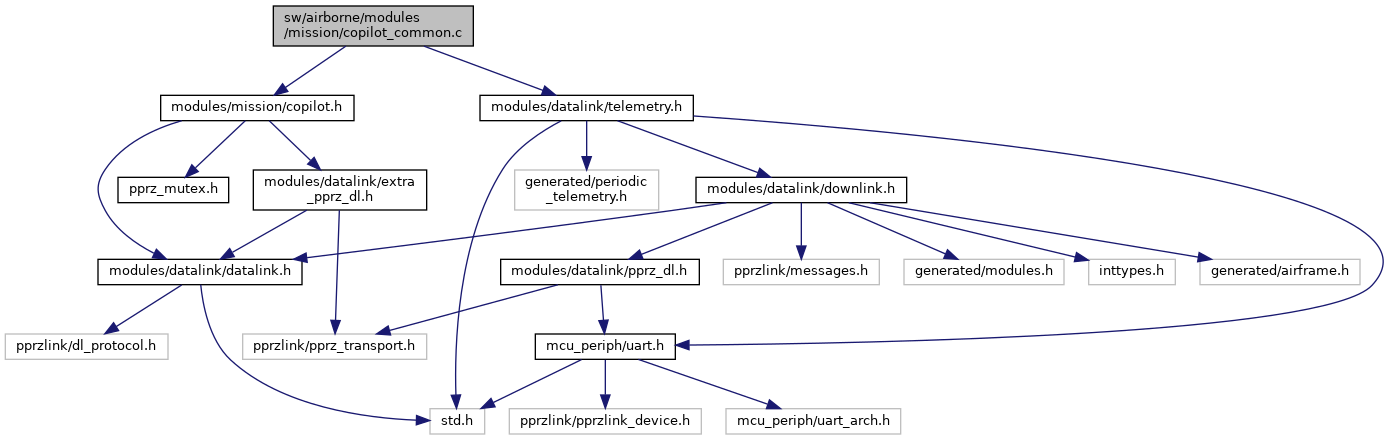 sw/airborne/modules
/mission/copilot_common.c
modules/mission/copilot.h
modules/datalink/telemetry.h
pprz_mutex.h
modules/datalink/extra
_pprz_dl.h
generated/periodic
_telemetry.h
modules/datalink/downlink.h
modules/datalink/datalink.h
modules/datalink/pprz_dl.h
pprzlink/messages.h
generated/modules.h
inttypes.h
generated/airframe.h
pprzlink/dl_protocol.h
pprzlink/pprz_transport.h
mcu_periph/uart.h
std.h
pprzlink/pprzlink_device.h
mcu_periph/uart_arch.h